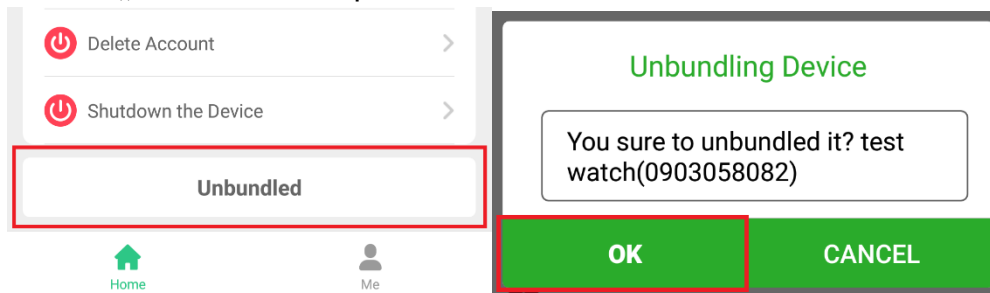 Delete Account
Shutdown the Device
Unbundled
Home
Me
Unbundling Device
You sure to unbundled it? test
watch(0903058082)
OK
CANCEL